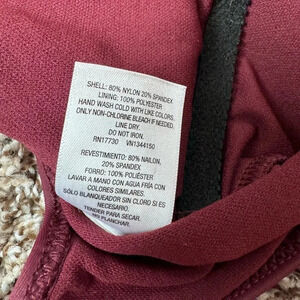 SHELL: 80% NYLON 20% SPANDEX
LINING: 100% POLYESTER
HAND WASH COLD WITH LIKE COLORS.
ONLY NON-CHLORINE BLEACH IF NEEDED.
LINE DRY.
DO NOT IRON.
RN17730 VN1344150
REVESTIMIENTO: 80% NAILON,
20% SPANDEX
FORRO: 100% POLIÉSTER
LAVAR A MANO CON AGUA FRÍA CON
COLORES SIMILARES.
SÓLO BLANQUEADOR SIN CLORO SI ES
NECESARIO.
TENDER PARA SECAR.
NO PLANCHAR.